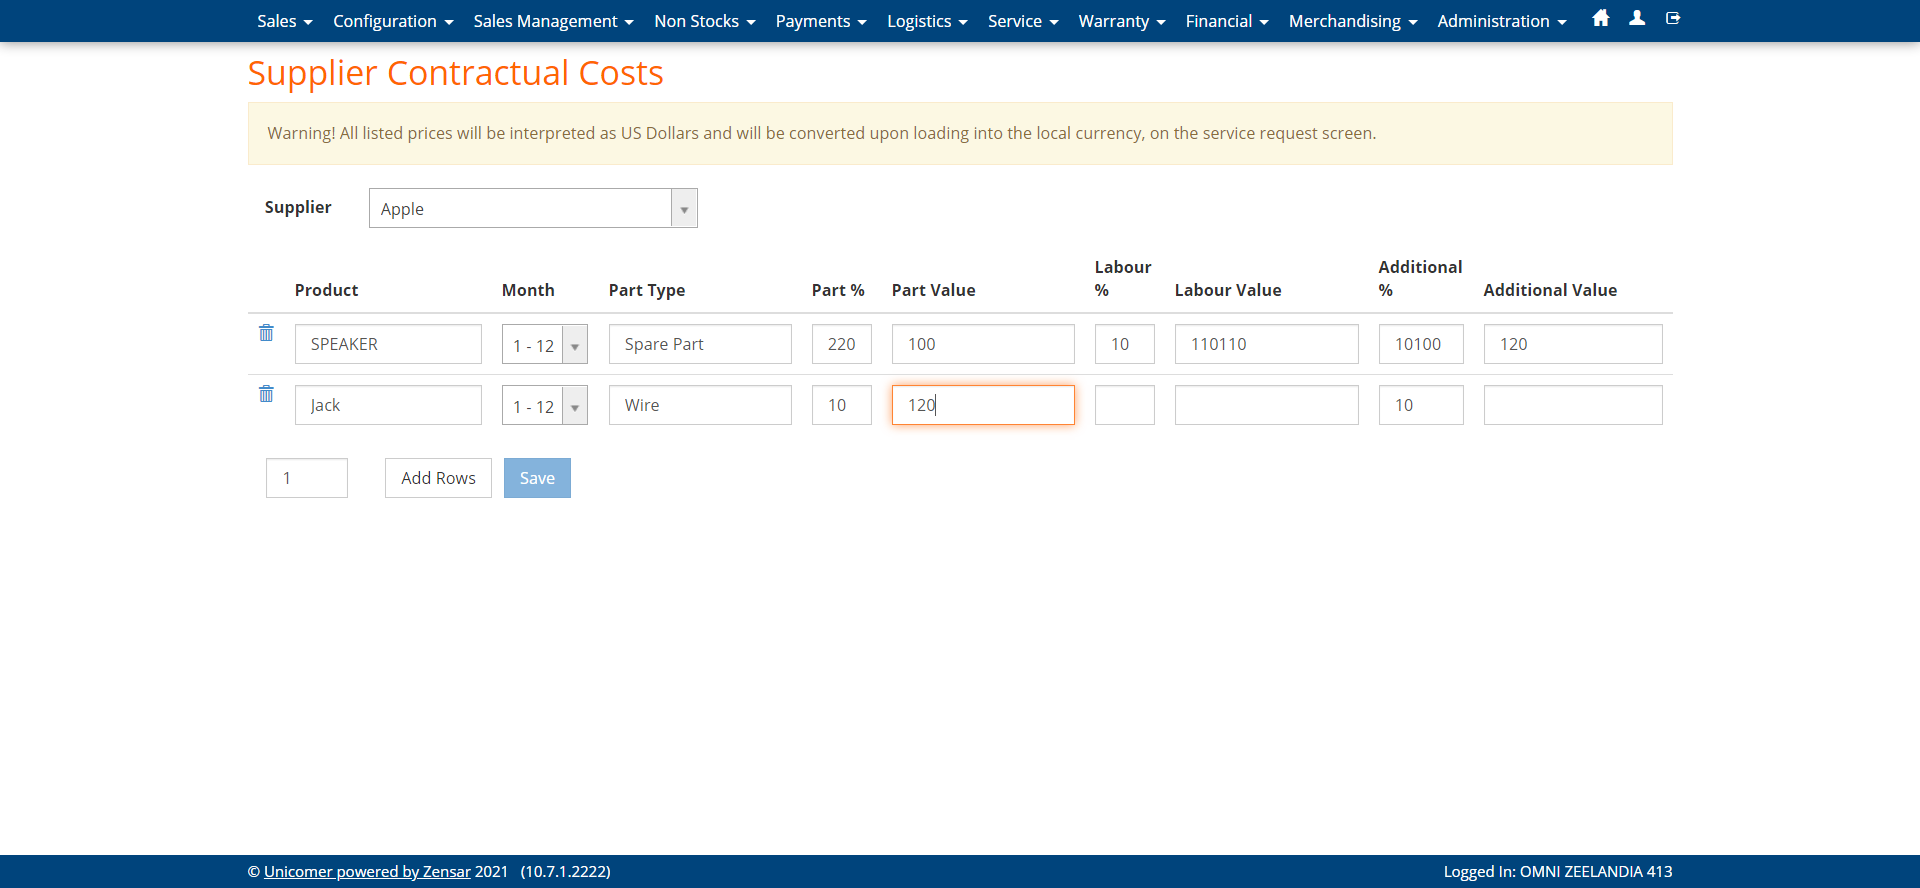 Sales Configuration Sales Management Non Stocks Payments Logistics Service Warranty Financial Merchandising Administration
Supplier Contractual Costs
Warning! All listed prices will be interpreted as US Dollars and will be converted upon loading into the local currency, on the service request screen.
Supplier Apple
Product Month Part Type Part % Part Value Labour % Labour Value Additional % Additional Value
SPEAKER 1 - 12 Spare Part 220 100 10 110110 10100 120
Jack 1 - 12 Wire 10 120 10
1 Add Rows Save
© Unicomer powered by Zensar 2021 (10.7.1.2222) Logged In: OMNI ZEELANDIA 413